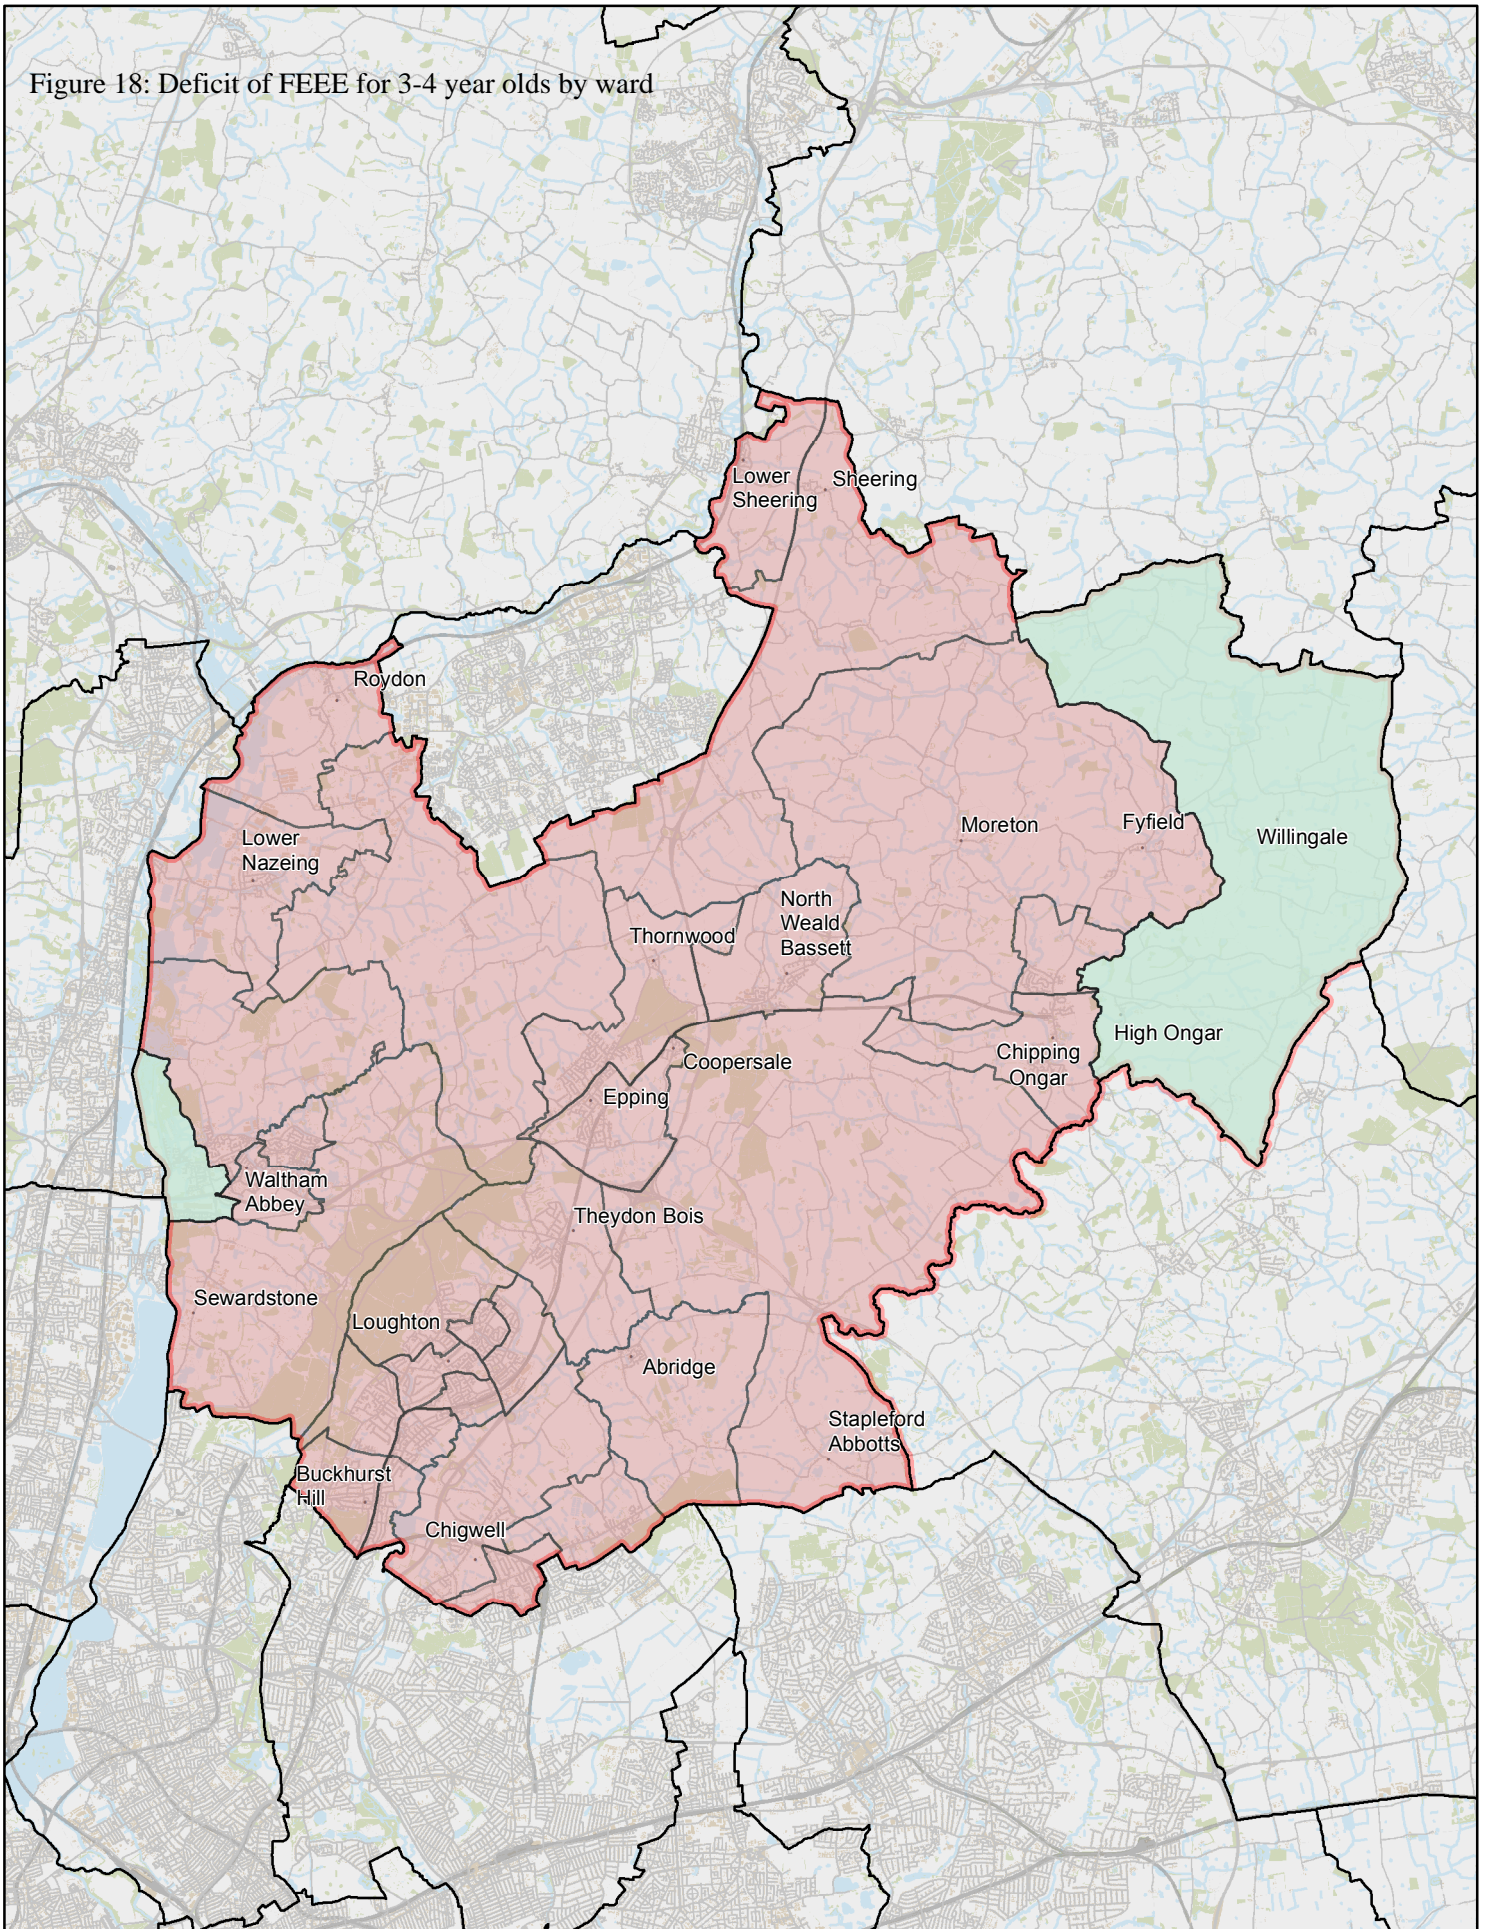 Figure 18: Deficit of FEEE for 3-4 year olds by ward
Lower
Sheering
Sheering
Roydon
Lower
Nazeing
Moreton
Fyfield
Willingale
North
Weald
Bassett
Thornwood
High Ongar
Chipping
Ongar
Coopersale
Epping
Waltham
Abbey
Theydon Bois
Sewardstone
Loughton
Abridge
Stapleford
Abbotts
Buckhurst
Hill
Chigwell